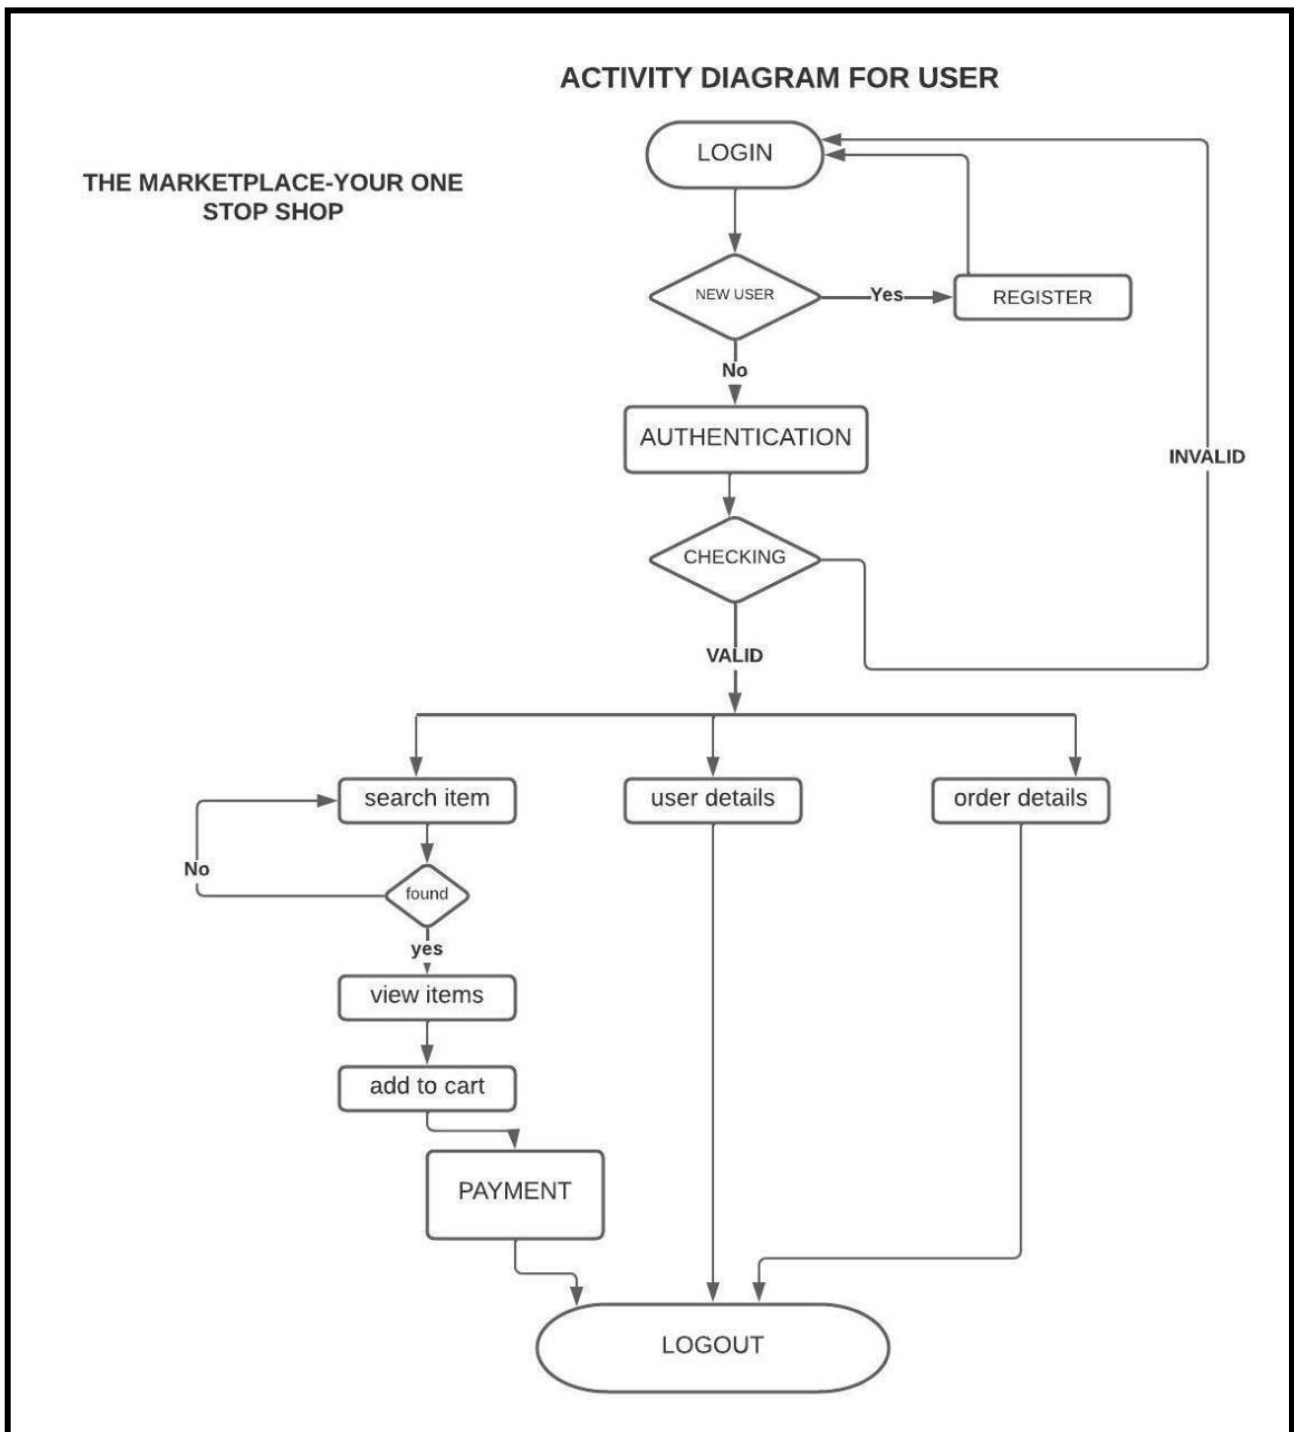 ACTIVITY DIAGRAM FOR USER
THE MARKETPLACE-YOUR ONE
STOP SHOP
LOGIN
NEW USER
Yes
REGISTER
No
AUTHENTICATION
INVALID
CHECKING
VALID
search item
user details
order details
No
found
yes
view items
add to cart
PAYMENT
LOGOUT